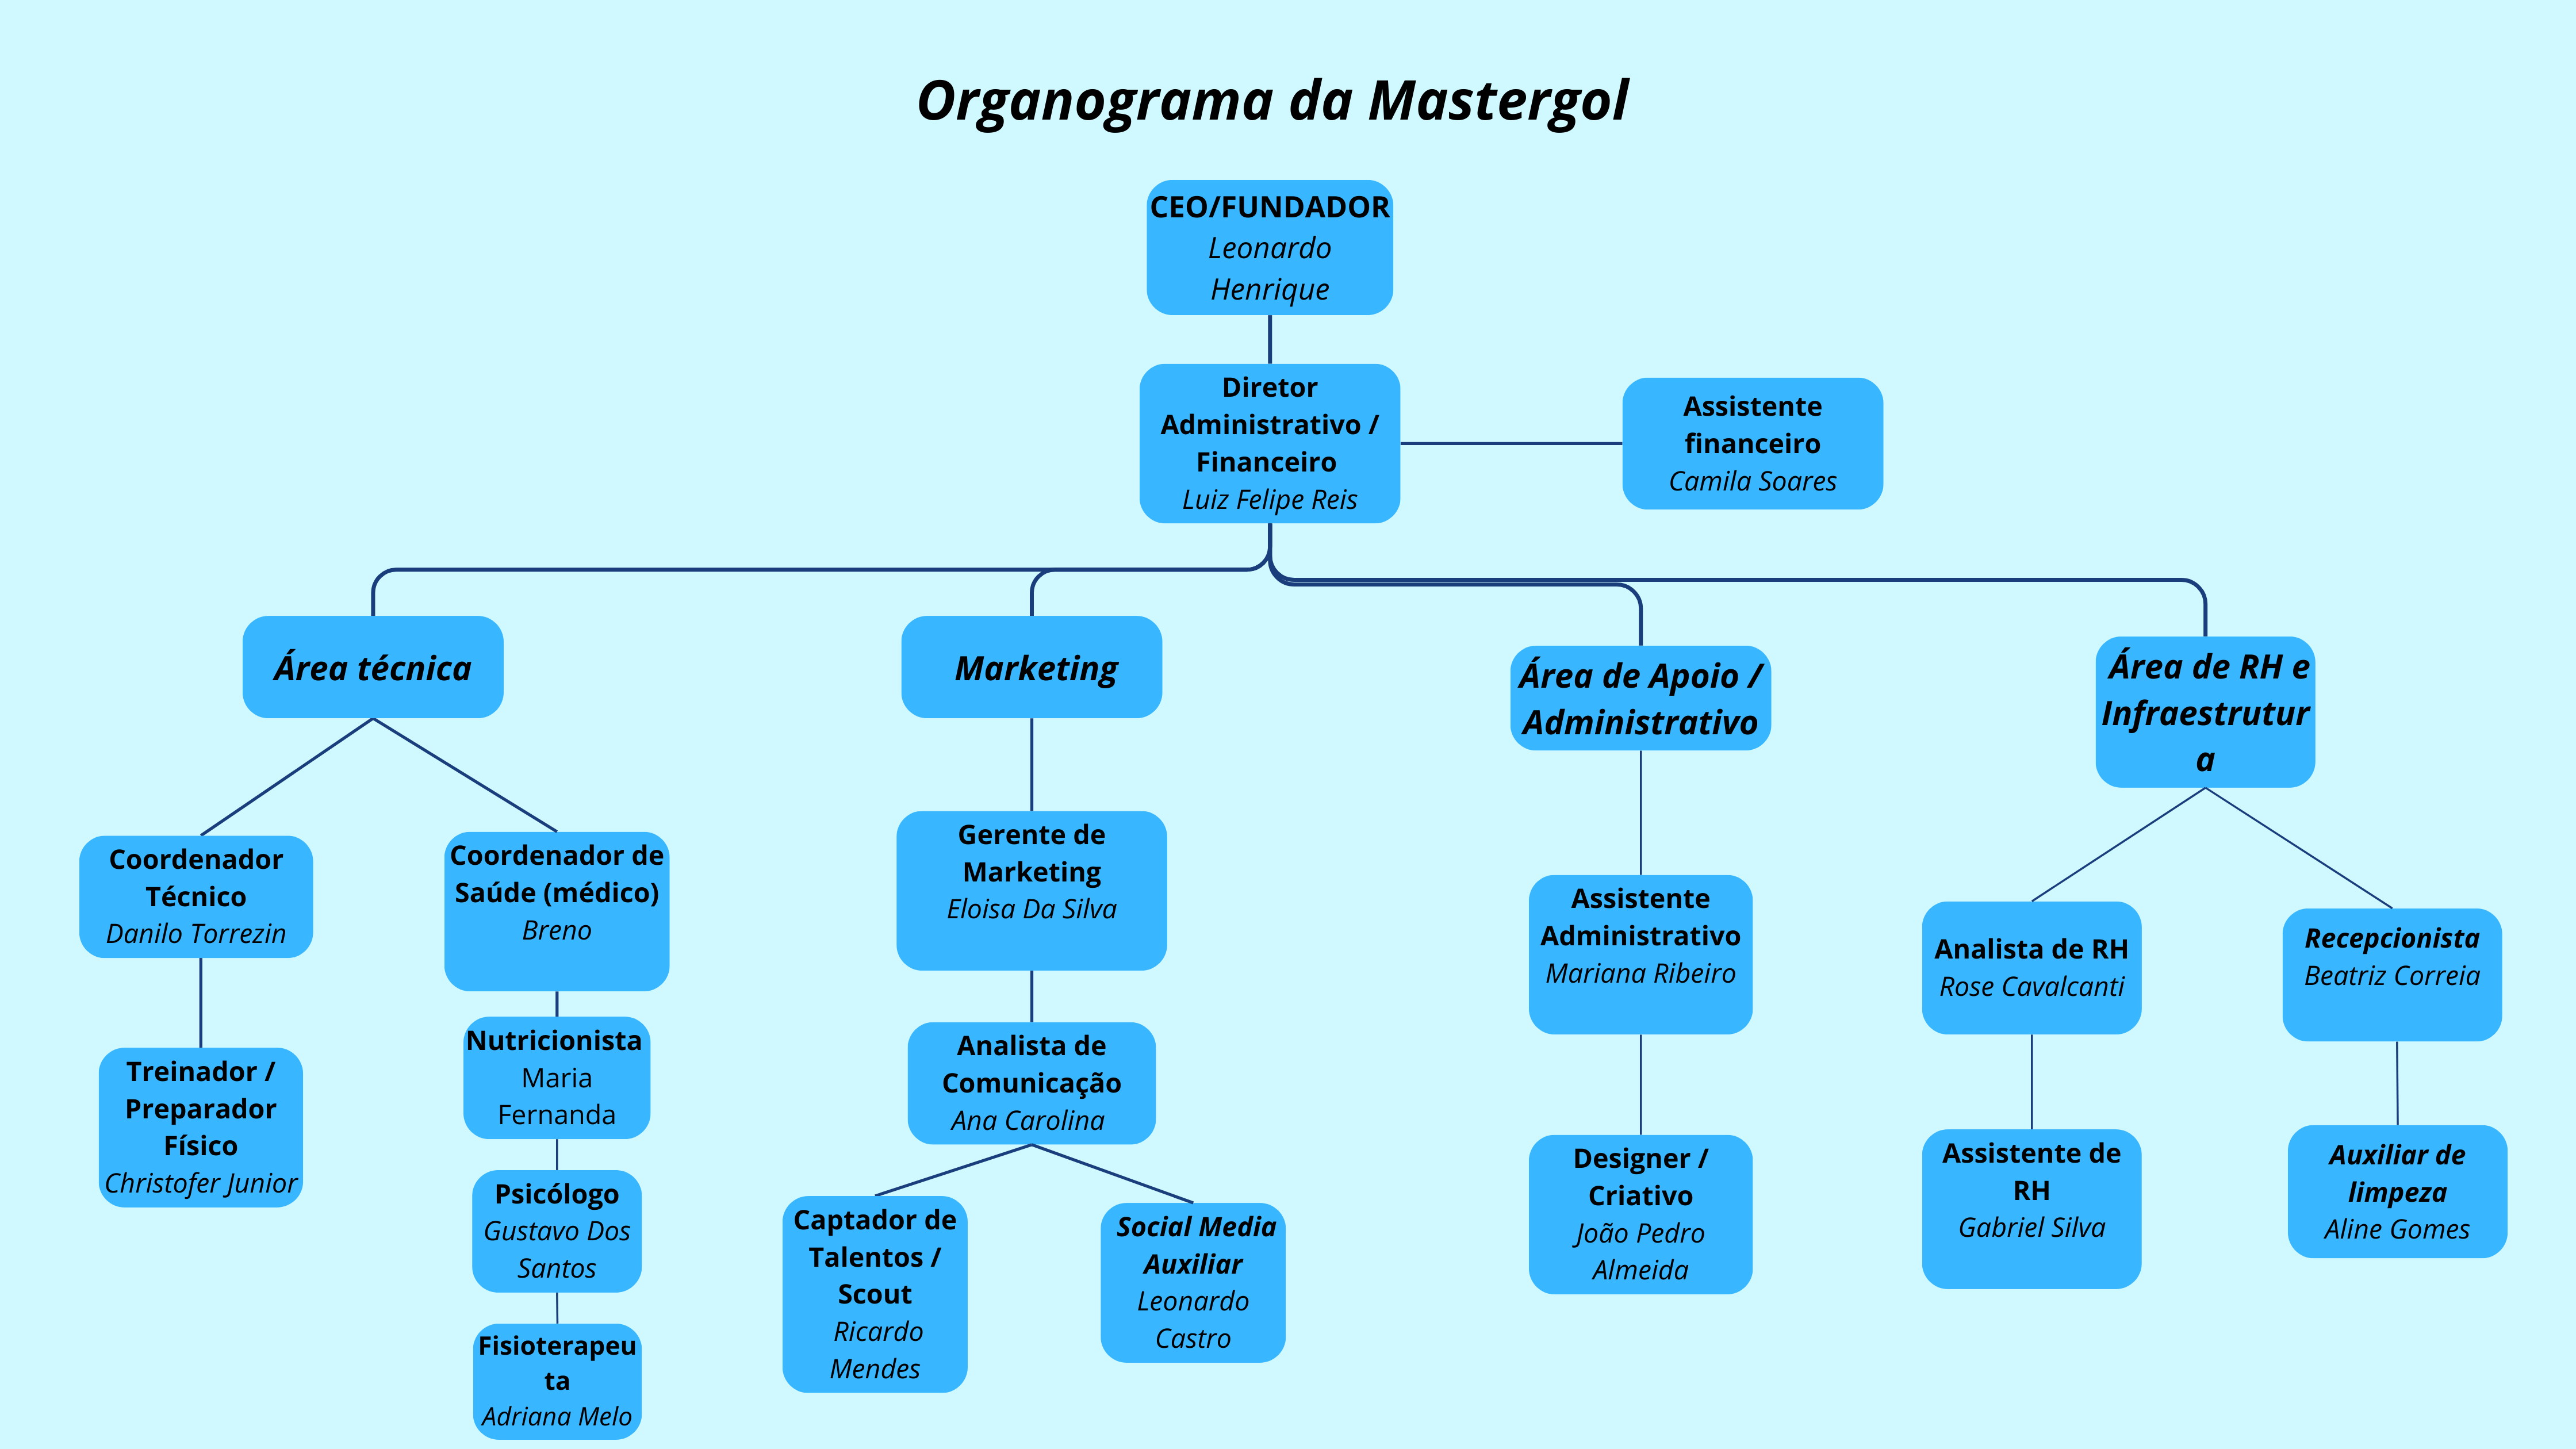 Organograma da Mastergol
CEO/FUNDADOR
Leonardo
Henrique
Diretor
Administrativo /
Financeiro
Luiz Felipe Reis
Assistente
financeiro
Camila Soares
Área técnica
Marketing
Área de Apoio /
Administrativo
Área de RH e
Infraestrutur
a
Coordenador
Técnico
Danilo Torrezin
Treinador /
Preparador
Físico
Christofer Junior
Coordenador de
Saúde (médico)
Breno
Nutricionista
Maria
Fernanda
Psicólogo
Gustavo Dos
Santos
Fisioterapeu
ta
Adriana Melo
Gerente de
Marketing
Eloisa Da Silva
Analista de
Comunicação
Ana Carolina
Captador de
Talentos /
Scout
Ricardo
Mendes
Social Media
Auxiliar
Leonardo
Castro
Assistente
Administrativo
Mariana Ribeiro
Designer /
Criativo
João Pedro
Almeida
Analista de RH
Rose Cavalcanti
Assistente de
RH
Gabriel Silva
Recepcionista
Beatriz Correia
Auxiliar de
limpeza
Aline Gomes